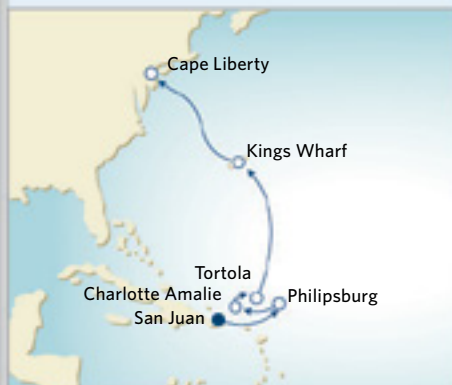 Cape Liberty
Kings Wharf
Tortola
Charlotte Amalie
Philipsburg
San Juan